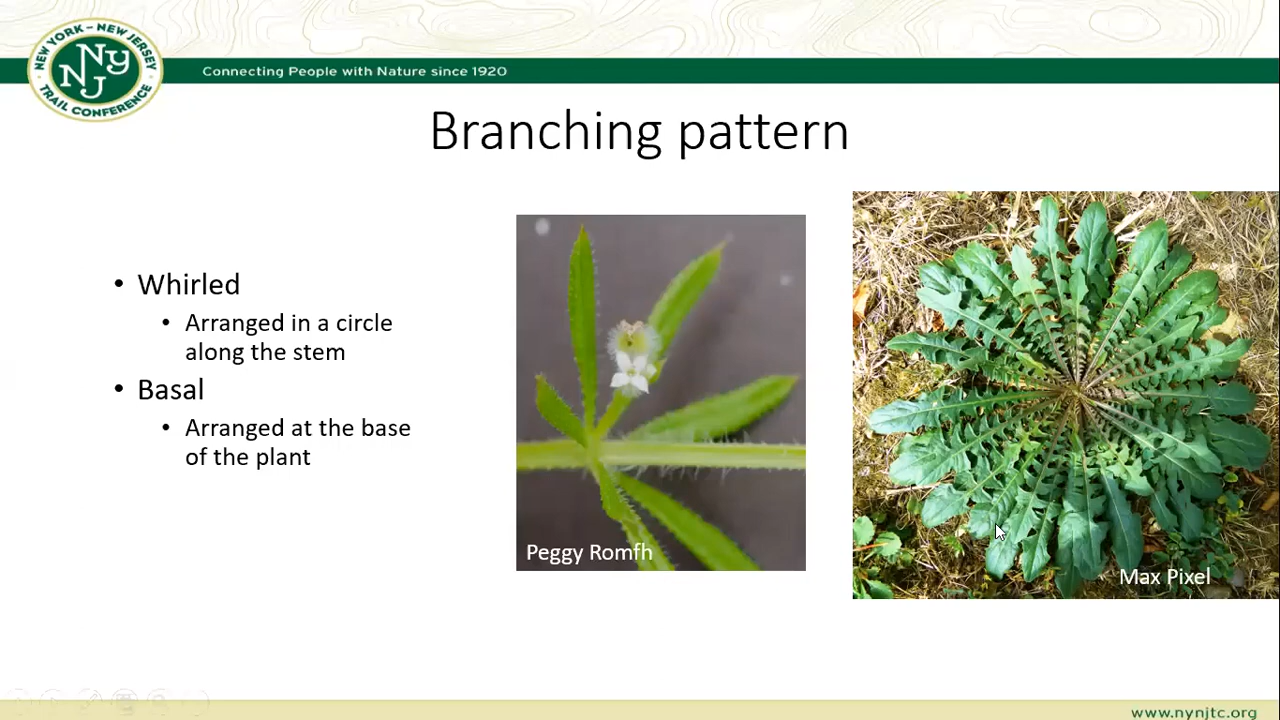 NEW YORK – NEW JERSEY
NY
NJ
TRAIL CONFERENCE
Connecting People with Nature since 1920
Branching pattern
• Whirled
• Arranged in a circle
along the stem
• Basal
• Arranged at the base
of the plant
Peggy Romfh
Max Pixel
www.nynjtc.org